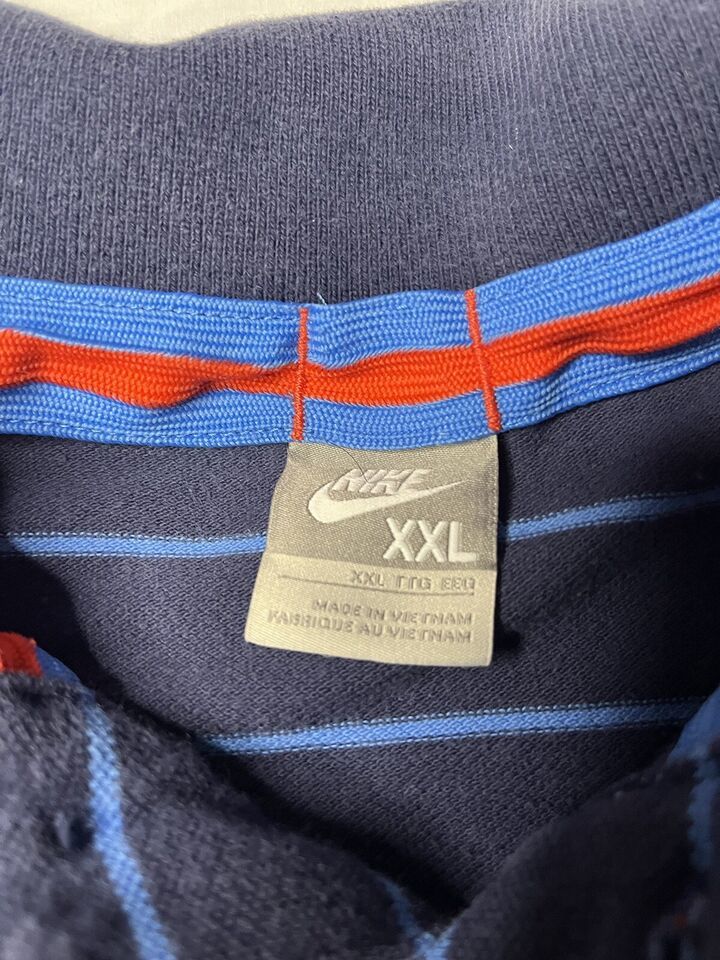 NIKE
XXL
XXL TTG EEG
MADE IN VIETNAM
FABRIQUE AU VIETNAM